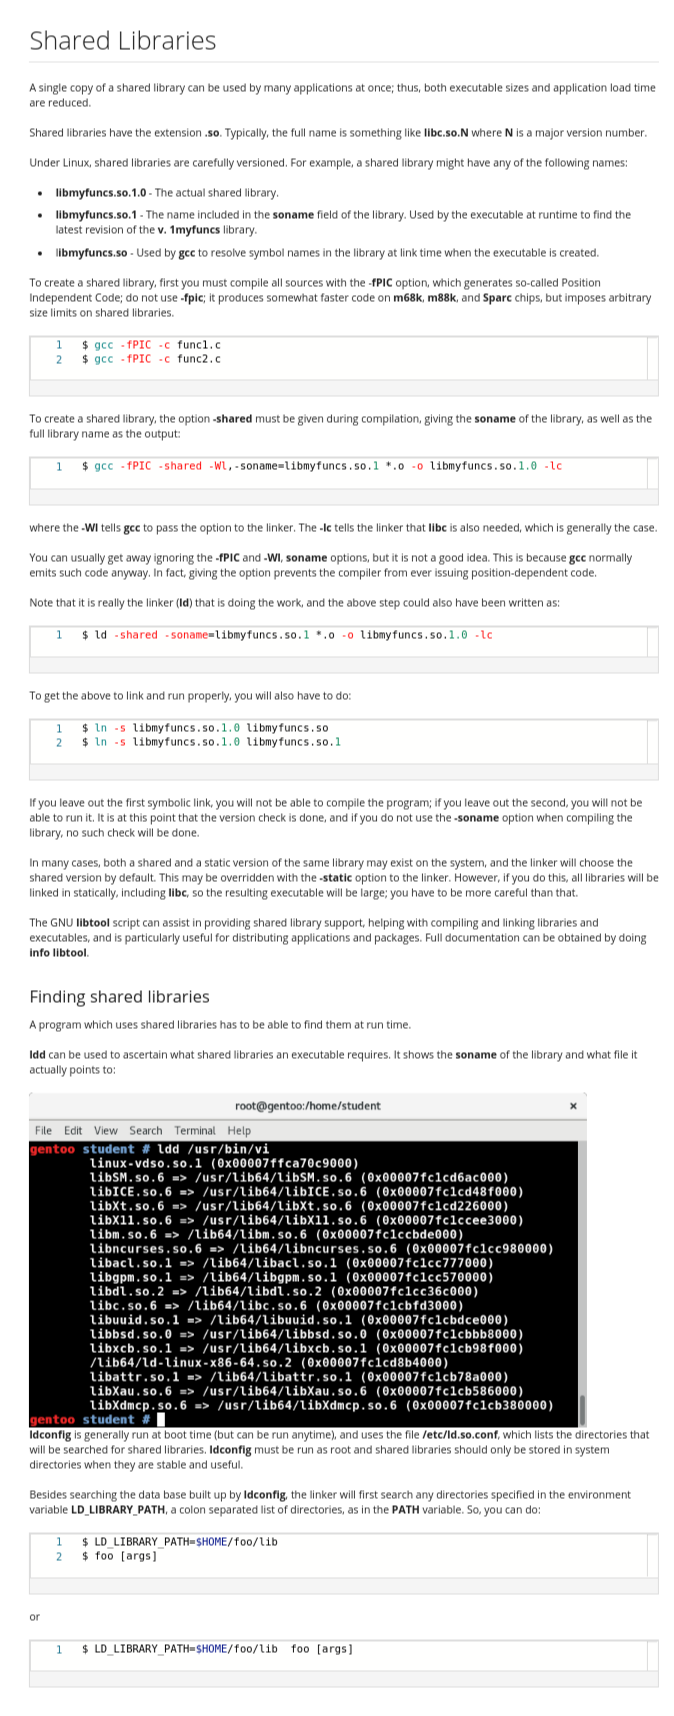 Shared Libraries
A single copy of a shared library can be used by many applications at once; thus, both executable sizes and application load time
are reduced.
Shared libraries have the extension .so. Typically, the full name is something like libc.so.N where N is a major version number.
Under Linux, shared libraries are carefully versioned. For example, a shared library might have any of the following names:
• libmyfuncs.so.1.0 - The actual shared library.
• libmyfuncs.so.1 - The name included in the soname field of the library. Used by the executable at runtime to find the
latest revision of the v. 1myfuncs library.
• libmyfuncs.so - Used by gcc to resolve symbol names in the library at link time when the executable is created.
To create a shared library, first you must compile all sources with the -fPIC option, which generates so-called Position
Independent Code; do not use -fpic; it produces somewhat faster code on m68k, m88k, and Sparc chips, but imposes arbitrary
size limits on shared libraries.
1 $ gcc -fPIC -c func1.c
2 $ gcc -fPIC -c func2.c
To create a shared library, the option -shared must be given during compilation, giving the soname of the library, as well as the
full library name as the output:
1 $ gcc -fPIC -shared -Wl,-soname=libmyfuncs.so.1 *.o -o libmyfuncs.so.1.0 -lc
where the -Wl tells gcc to pass the option to the linker. The -lc tells the linker that libc is also needed, which is generally the case.
You can usually get away ignoring the -fPIC and -Wl, soname options, but it is not a good idea. This is because gcc normally
emits such code anyway. In fact, giving the option prevents the compiler from ever issuing position-dependent code.
Note that it is really the linker (ld) that is doing the work, and the above step could also have been written as:
1 $ ld -shared -soname=libmyfuncs.so.1 *.o -o libmyfuncs.so.1.0 -lc
To get the above to link and run properly, you will also have to do:
1 $ ln -s libmyfuncs.so.1.0 libmyfuncs.so
2 $ ln -s libmyfuncs.so.1.0 libmyfuncs.so.1
If you leave out the first symbolic link, you will not be able to compile the program; if you leave out the second, you will not be
able to run it. It is at this point that the version check is done, and if you do not use the -soname option when compiling the
library, no such check will be done.
In many cases, both a shared and a static version of the same library may exist on the system, and the linker will choose the
shared version by default. This may be overridden with the -static option to the linker. However, if you do this, all libraries will be
linked in statically, including libc, so the resulting executable will be large; you have to be more careful than that.
The GNU libtool script can assist in providing shared library support, helping with compiling and linking libraries and
executables, and is particularly useful for distributing applications and packages. Full documentation can be obtained by doing
info libtool.
Finding shared libraries
A program which uses shared libraries has to be able to find them at run time.
ldd can be used to ascertain what shared libraries an executable requires. It shows the soname of the library and what file it
actually points to:
root@gentoo:/home/student ×
File Edit View Search Terminal Help
gentoo student # ldd /usr/bin/vi
linux-vdso.so.1 (0x00007ffca70c9000)
libSM.so.6 => /usr/lib64/libSM.so.6 (0x00007fc1cd6ac000)
libICE.so.6 => /usr/lib64/libICE.so.6 (0x00007fc1cd48f000)
libXt.so.6 => /usr/lib64/libXt.so.6 (0x00007fc1cd226000)
libX11.so.6 => /usr/lib64/libX11.so.6 (0x00007fc1ccee3000)
libm.so.6 => /lib64/libm.so.6 (0x00007fc1ccbde000)
libncurses.so.6 => /lib64/libncurses.so.6 (0x00007fc1cc980000)
libacl.so.1 => /lib64/libacl.so.1 (0x00007fc1cc777000)
libgpm.so.1 => /lib64/libgpm.so.1 (0x00007fc1cc570000)
libdl.so.2 => /lib64/libdl.so.2 (0x00007fc1cc36c000)
libc.so.6 => /lib64/libc.so.6 (0x00007fc1cbfd3000)
libuuid.so.1 => /lib64/libuuid.so.1 (0x00007fc1cbdce000)
libbsd.so.0 => /usr/lib64/libbsd.so.0 (0x00007fc1cbbb8000)
libxcb.so.1 => /usr/lib64/libxcb.so.1 (0x00007fc1cb98f000)
/lib64/ld-linux-x86-64.so.2 (0x00007fc1cd8b4000)
libattr.so.1 => /lib64/libattr.so.1 (0x00007fc1cb78a000)
libXau.so.6 => /usr/lib64/libXau.so.6 (0x00007fc1cb586000)
libXdmcp.so.6 => /usr/lib64/libXdmcp.so.6 (0x00007fc1cb380000)
gentoo student #
ldconfig is generally run at boot time (but can be run anytime), and uses the file /etc/ld.so.conf, which lists the directories that
will be searched for shared libraries. ldconfig must be run as root and shared libraries should only be stored in system
directories when they are stable and useful.
Besides searching the data base built up by ldconfig, the linker will first search any directories specified in the environment
variable LD_LIBRARY_PATH, a colon separated list of directories, as in the PATH variable. So, you can do:
1 $ LD_LIBRARY_PATH=$HOME/foo/lib
2 $ foo [args]
or
1 $ LD_LIBRARY_PATH=$HOME/foo/lib foo [args]